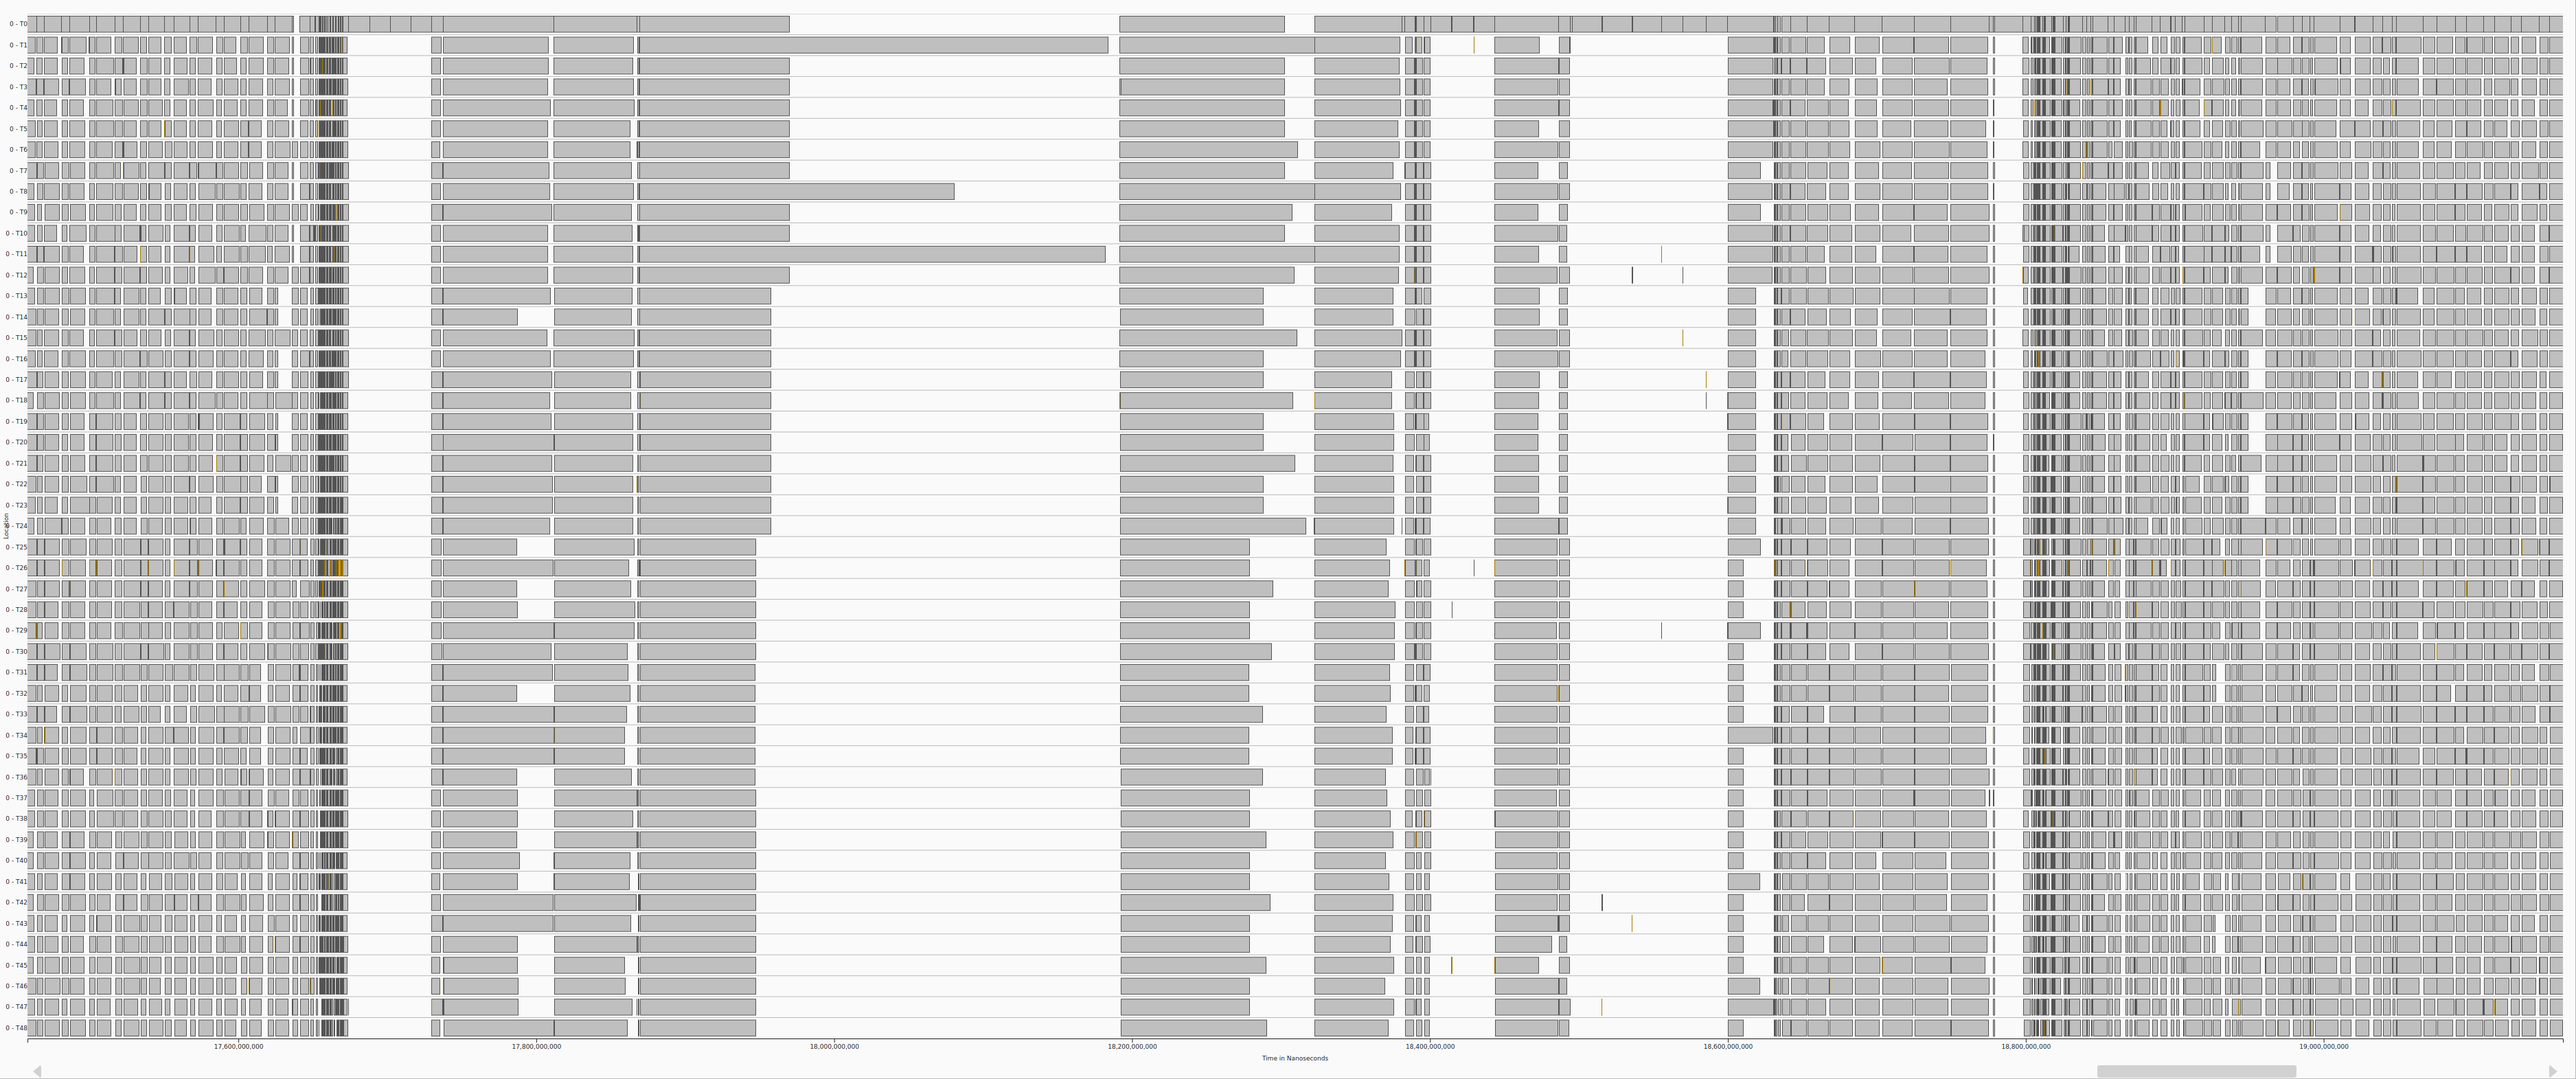 0 - T0
0 - T1
0 - T2
0 - T3
0 - T4
0 - T5
0 - T6
0 - T7
0 - T8
0 - T9
0 - T10
0 - T11
0 - T12
0 - T13
0 - T14
0 - T15
0 - T16
0 - T17
0 - T18
0 - T19
0 - T20
0 - T21
0 - T22
0 - T23
0 - T24
0 - T25
0 - T26
0 - T27
0 - T28
0 - T29
0 - T30
0 - T31
0 - T32
0 - T33
0 - T34
0 - T35
0 - T36
0 - T37
0 - T38
0 - T39
0 - T40
0 - T41
0 - T42
0 - T43
0 - T44
0 - T45
0 - T46
0 - T47
0 - T48
Location
17,600,000,000 17,800,000,000 18,000,000,000 18,200,000,000 18,400,000,000 18,600,000,000 18,800,000,000 19,000,000,000
Time in Nanoseconds